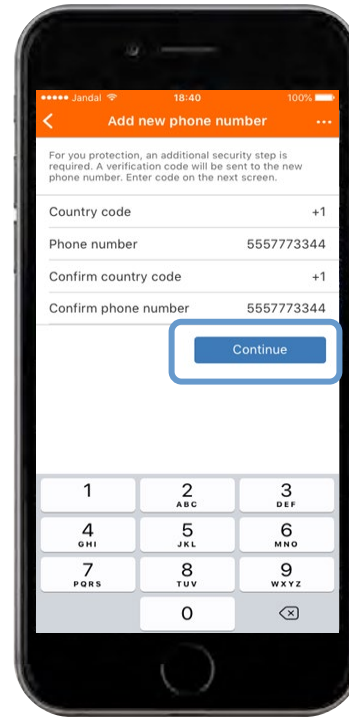 ••••• Jandal 18:40 100%
Add new phone number ...
For you protection, an additional security step is
required. A verification code will be sent to the new
phone number. Enter code on the next screen.
Country code +1
Phone number 5557773344
Confirm country code +1
Confirm phone number 5557773344
Continue
1 2 3
ABC DEF
4 5 6
GHI JKL MNO
7 8 9
PQRS TUV WXYZ
0